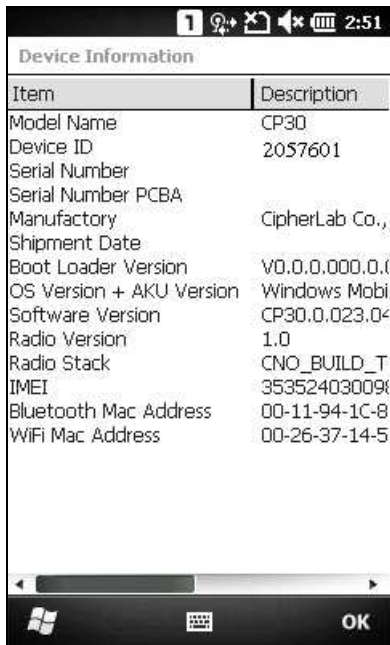 1 2:51
Device Information
Item Description
Model Name CP30
Device ID 2057601
Serial Number
Serial Number PCBA
Manufactory CipherLab Co.,
Shipment Date
Boot Loader Version V0.0.0.000.0.0
OS Version + AKU Version Windows Mobi
Software Version CP30.0.023.04
Radio Version 1.0
Radio Stack CNO_BUILD_T
IMEI 353524030098
Bluetooth Mac Address 00-11-94-1C-8
WiFi Mac Address 00-26-37-14-5
OK